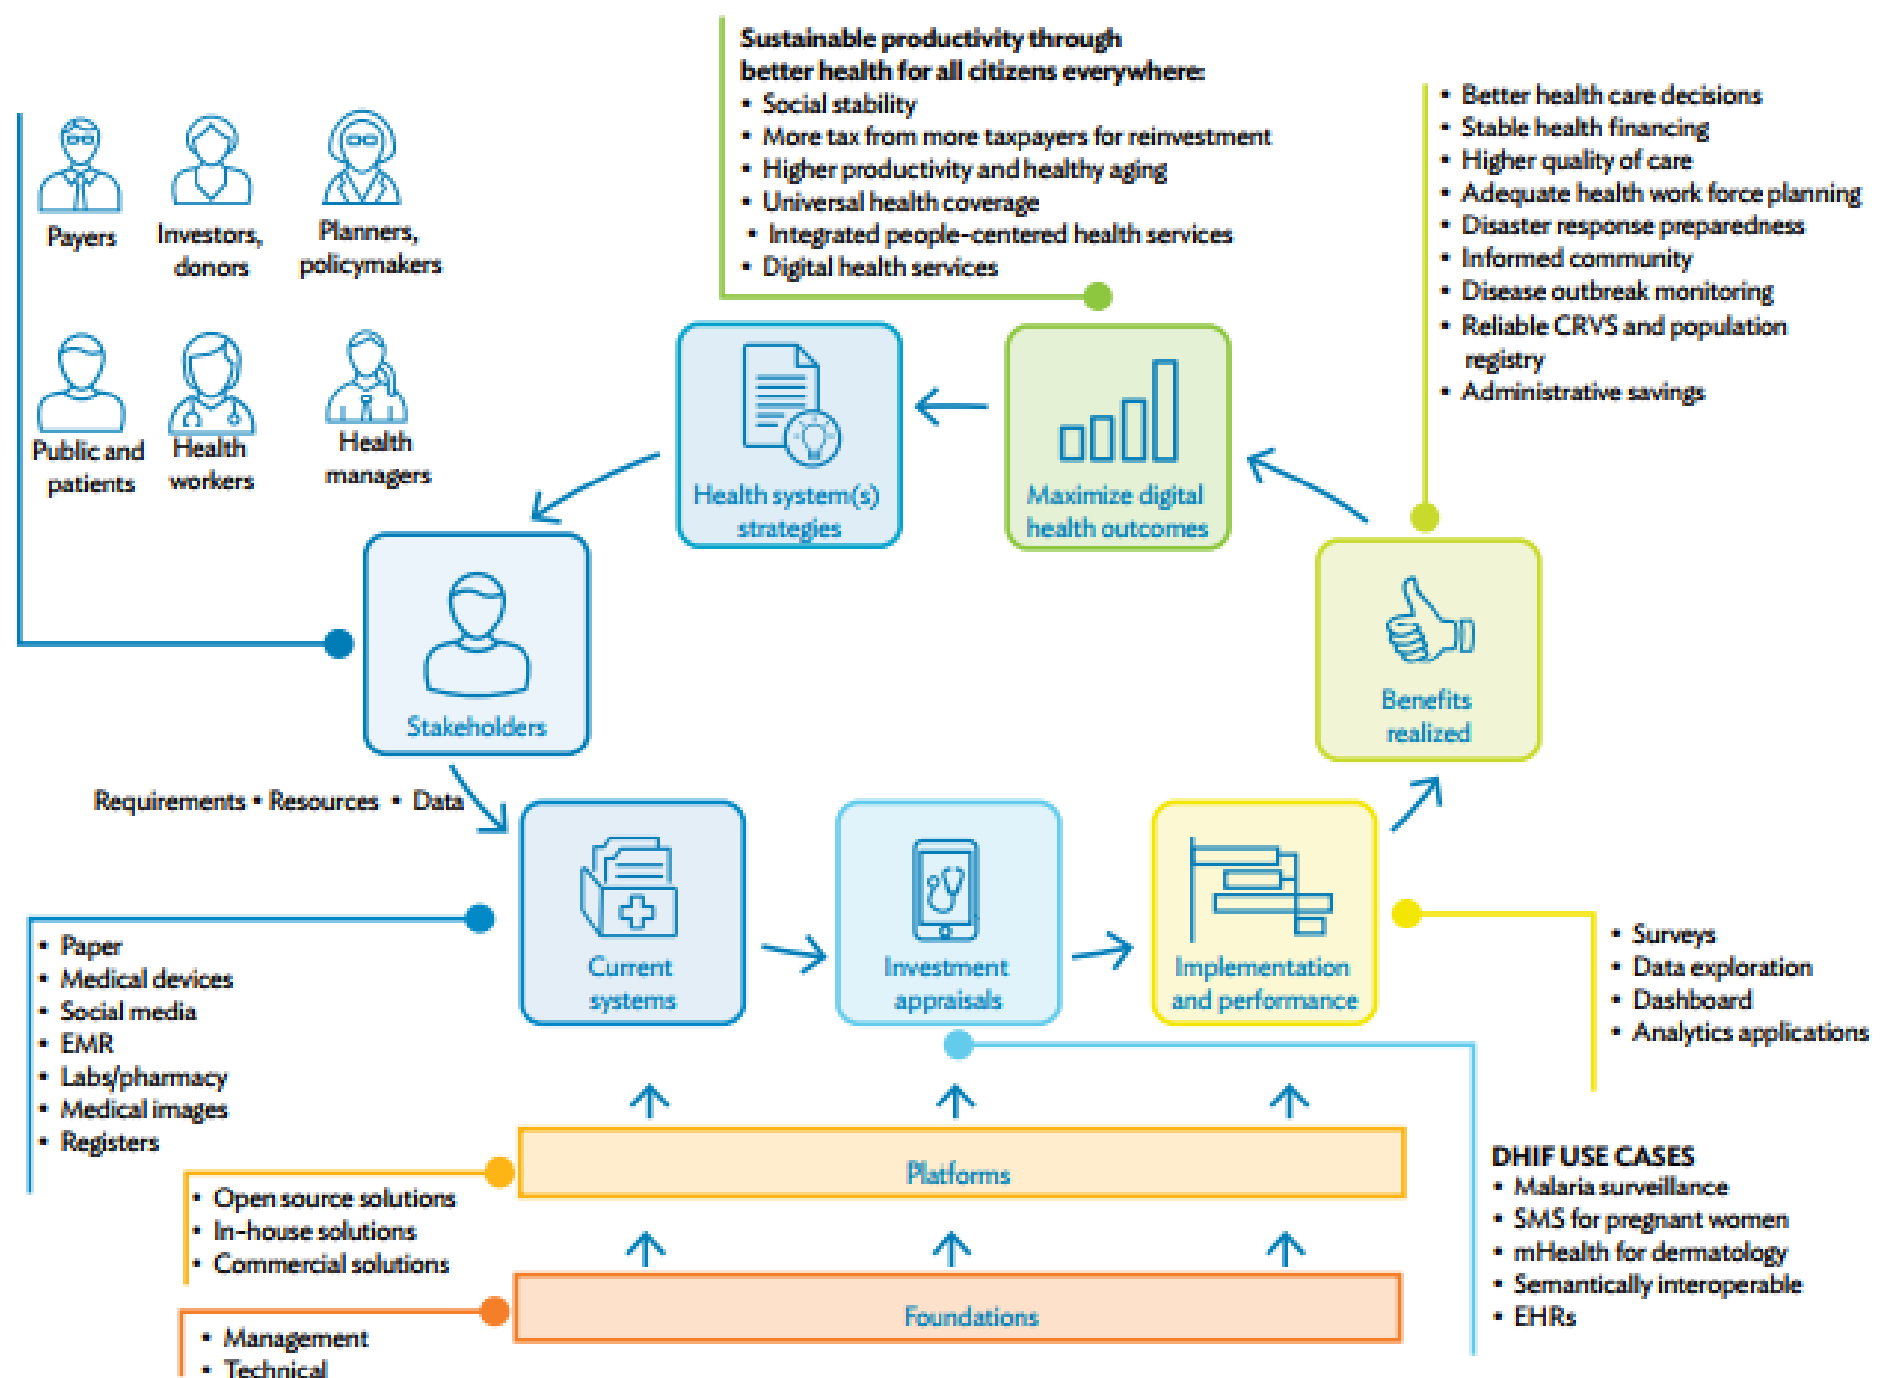 Sustainable productivity through
better health for all citizens everywhere:
• Social stability
• More tax from more taxpayers for reinvestment
• Higher productivity and healthy aging
• Universal health coverage
• Integrated people-centered health services
• Digital health services
• Better health care decisions
• Stable health financing
• Higher quality of care
• Adequate health work force planning
• Disaster response preparedness
• Informed community
• Disease outbreak monitoring
• Reliable CRVS and population
registry
• Administrative savings
Payers
Investors,
donors
Planners,
policymakers
Public and
patients
Health
workers
Health
managers
Health system(s)
strategies
Maximize digital
health outcomes
Stakeholders
Benefits
realized
Requirements • Resources • Data
Current
systems
Investment
appraisals
Implementation
and performance
• Paper
• Medical devices
• Social media
• EMR
• Labs/pharmacy
• Medical images
• Registers
• Surveys
• Data exploration
• Dashboard
• Analytics applications
Platforms
• Open source solutions
• In-house solutions
• Commercial solutions
DHIF USE CASES
• Malaria surveillance
• SMS for pregnant women
• mHealth for dermatology
• Semantically interoperable
• EHRs
Foundations
• Management
• Technical